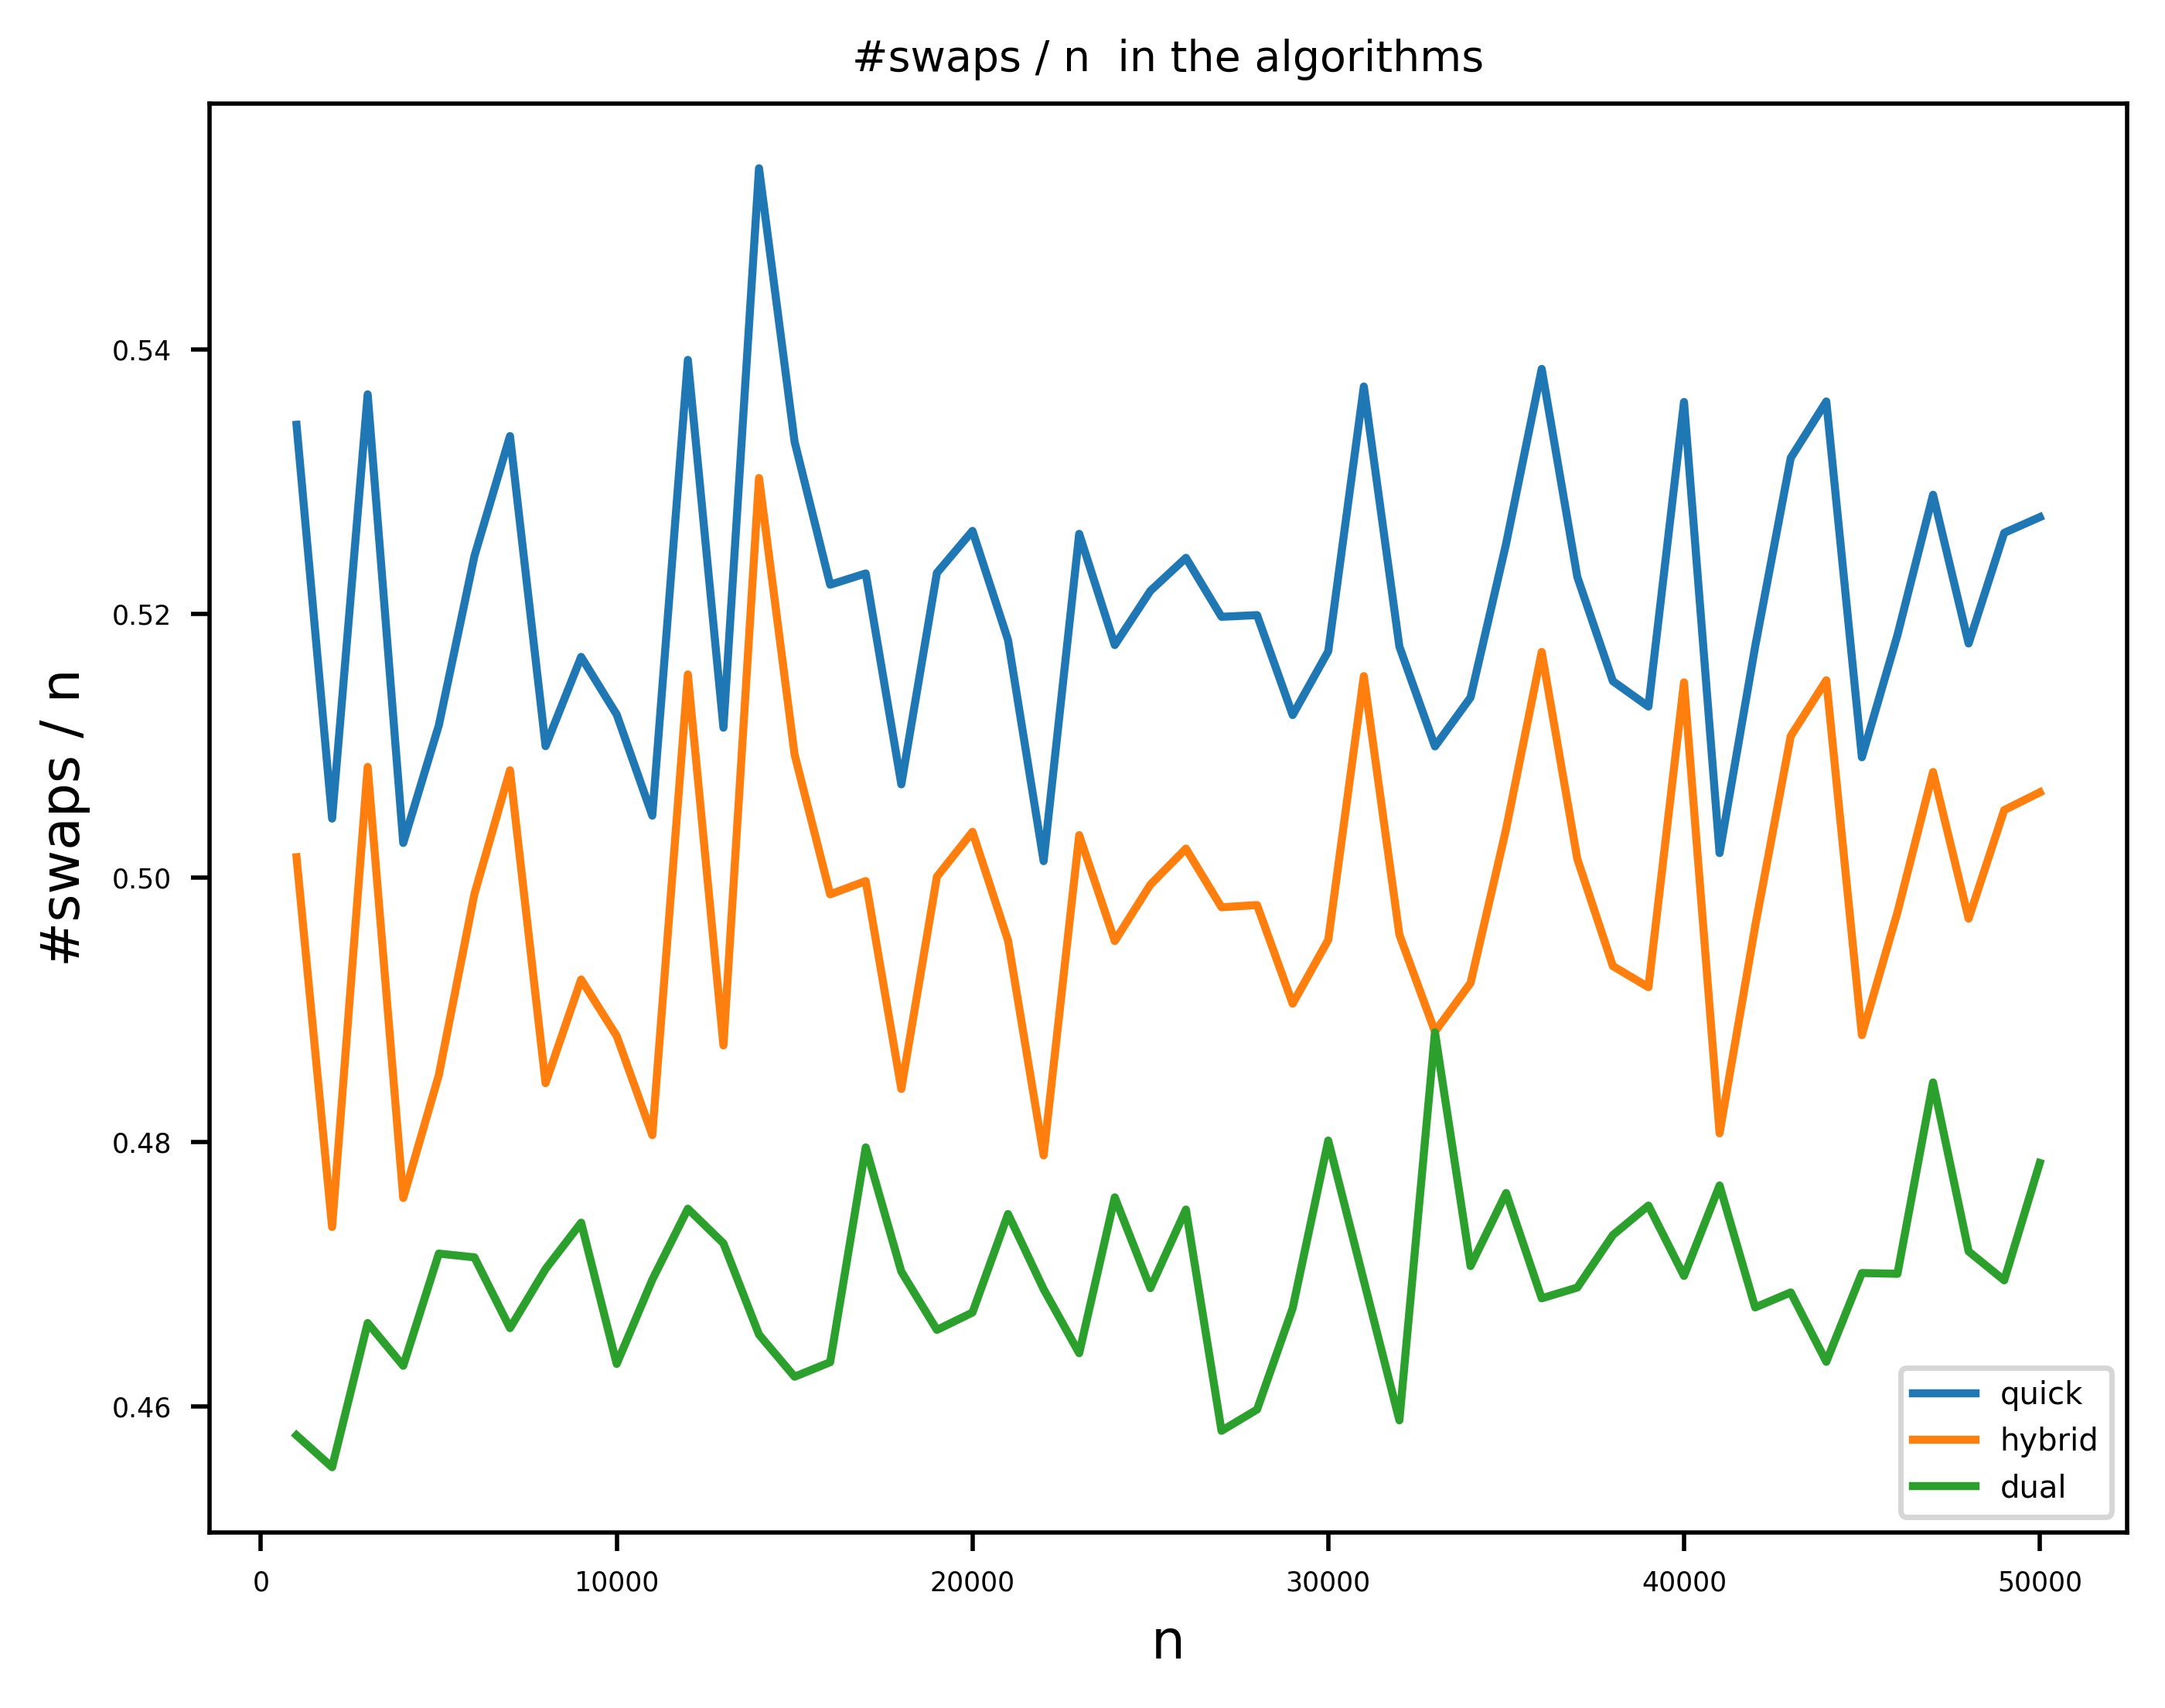 #swaps / n  in the algorithms
#swaps / n
0.54
0.52
0.50
0.48
0.46
0 10000 20000 30000 40000 50000
n
quick
hybrid
dual